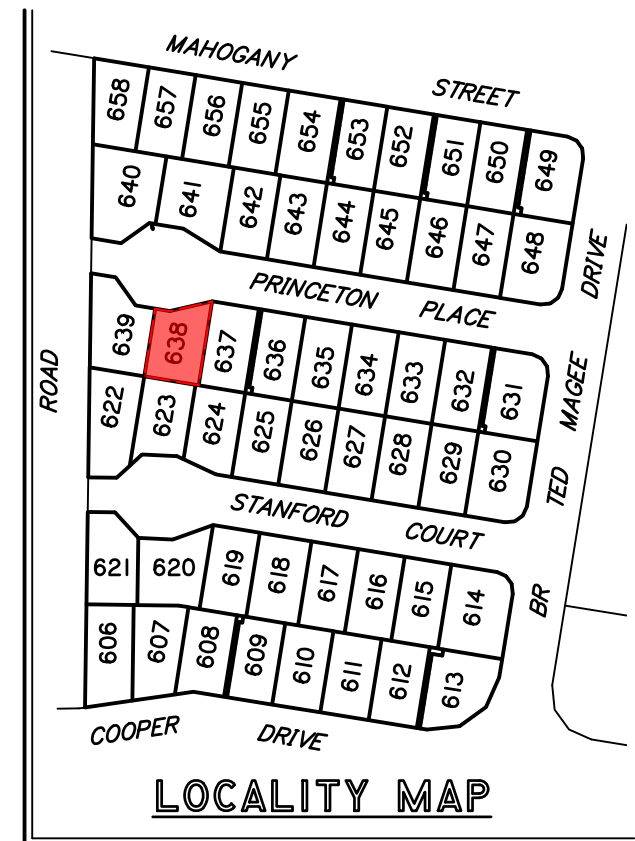 MAHOGANY STREET
658 657 656 655 654 653 652 651 650 649
640 641 642 643 644 645 646 647 648
DRIVE
PRINCETON PLACE
639 638 637 636 635 634 633 632 631
ROAD
MAGEE
622 623 624 625 626 627 628 629 630
TED
STANFORD COURT
621 620 619 618 617 616 615 614
BR
606 607 608 609 610 611 612 613
COOPER DRIVE
LOCALITY MAP